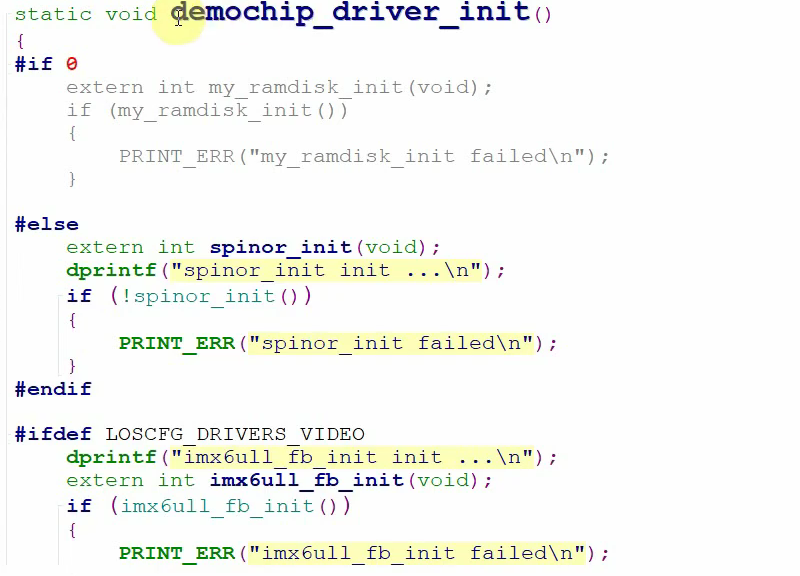 static void demochip_driver_init()
{
#if 0
    extern int my_ramdisk_init(void);
    if (my_ramdisk_init())
    {
        PRINT_ERR("my_ramdisk_init failed\n");
    }
#else
    extern int spinor_init(void);
    dprintf("spinor_init init ...\n");
    if (!spinor_init())
    {
        PRINT_ERR("spinor_init failed\n");
    }
#endif
#ifdef LOSCFG_DRIVERS_VIDEO
    dprintf("imx6ull_fb_init init ...\n");
    extern int imx6ull_fb_init(void);
    if (imx6ull_fb_init())
    {
        PRINT_ERR("imx6ull_fb_init failed\n");